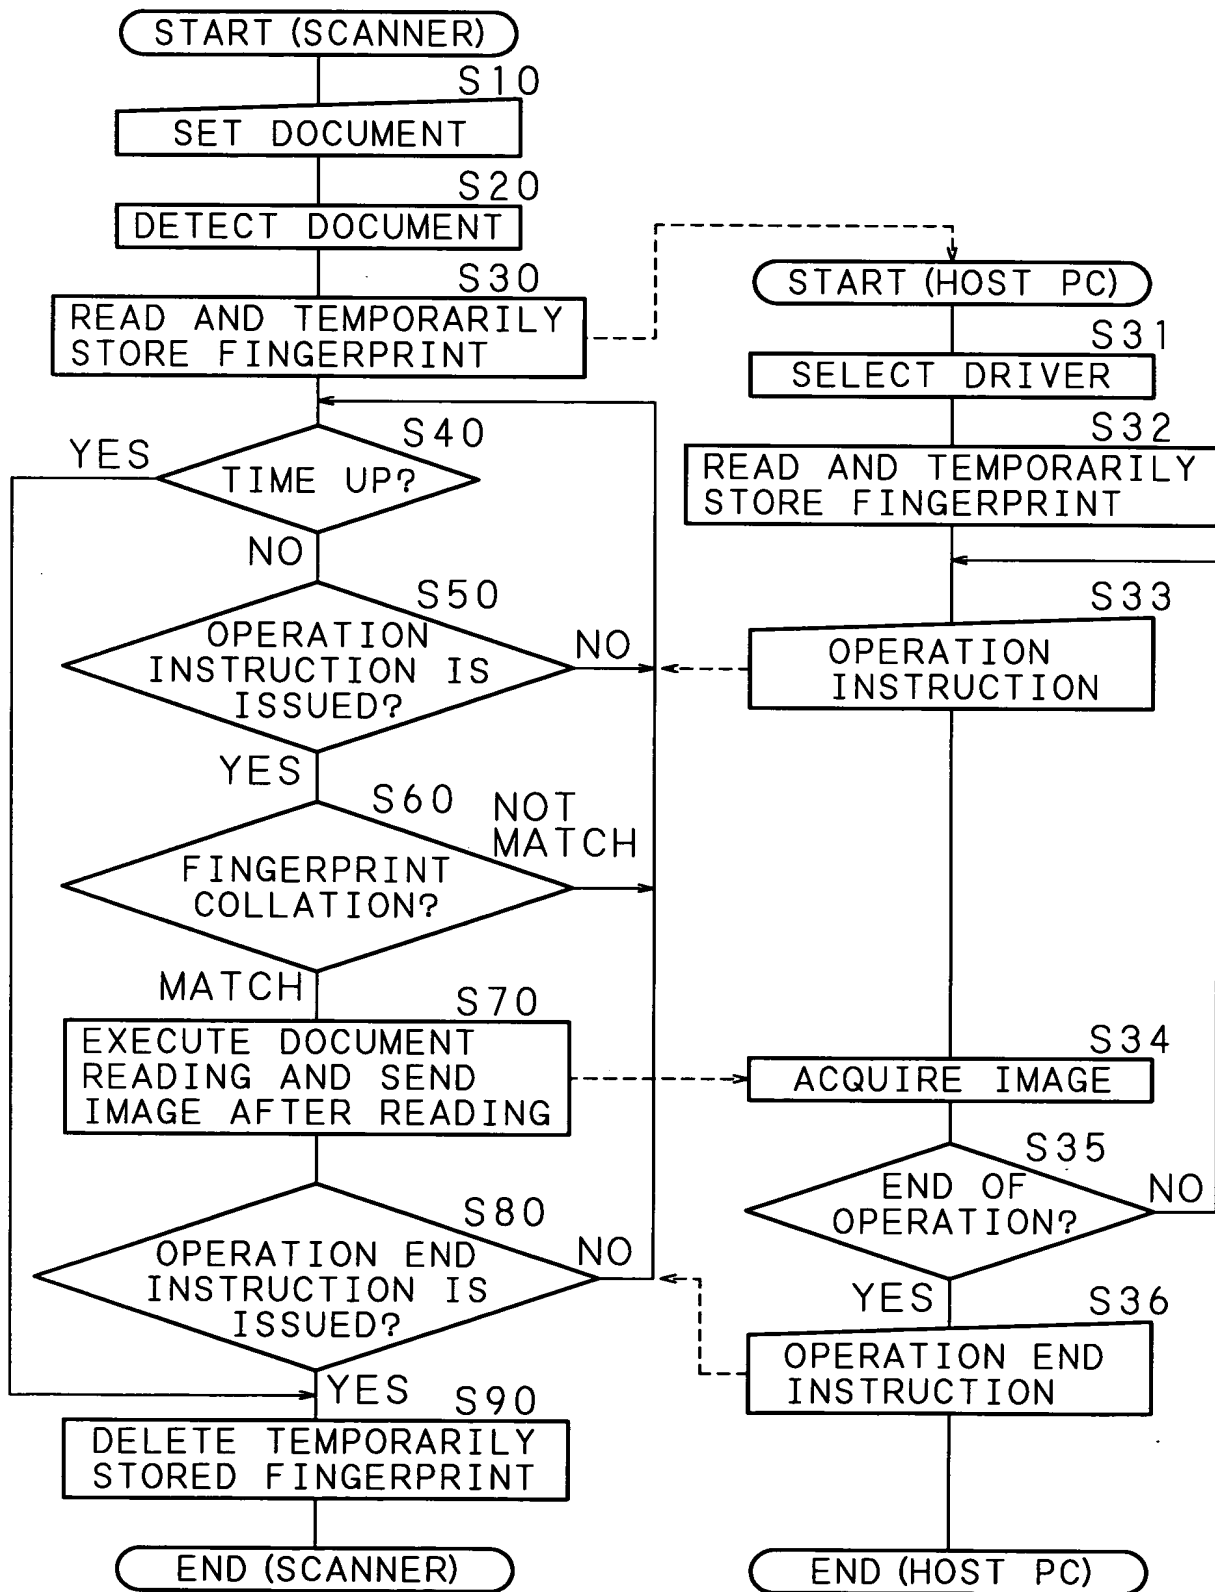 START (SCANNER)
S10
SET DOCUMENT
S20
DETECT DOCUMENT
S30
READ AND TEMPORARILY
STORE FINGERPRINT
S40
YES
TIME UP?
NO
S50
OPERATION
INSTRUCTION IS
ISSUED?
NO
YES
S60
NOT
MATCH
FINGERPRINT
COLLATION?
MATCH
S70
EXECUTE DOCUMENT
READING AND SEND
IMAGE AFTER READING
S80
OPERATION END
INSTRUCTION IS
ISSUED?
NO
YES
S90
DELETE TEMPORARILY
STORED FINGERPRINT
END (SCANNER)
START (HOST PC)
S31
SELECT DRIVER
S32
READ AND TEMPORARILY
STORE FINGERPRINT
S33
OPERATION
INSTRUCTION
S34
ACQUIRE IMAGE
S35
END OF
OPERATION?
NO
YES
S36
OPERATION END
INSTRUCTION
END (HOST PC)